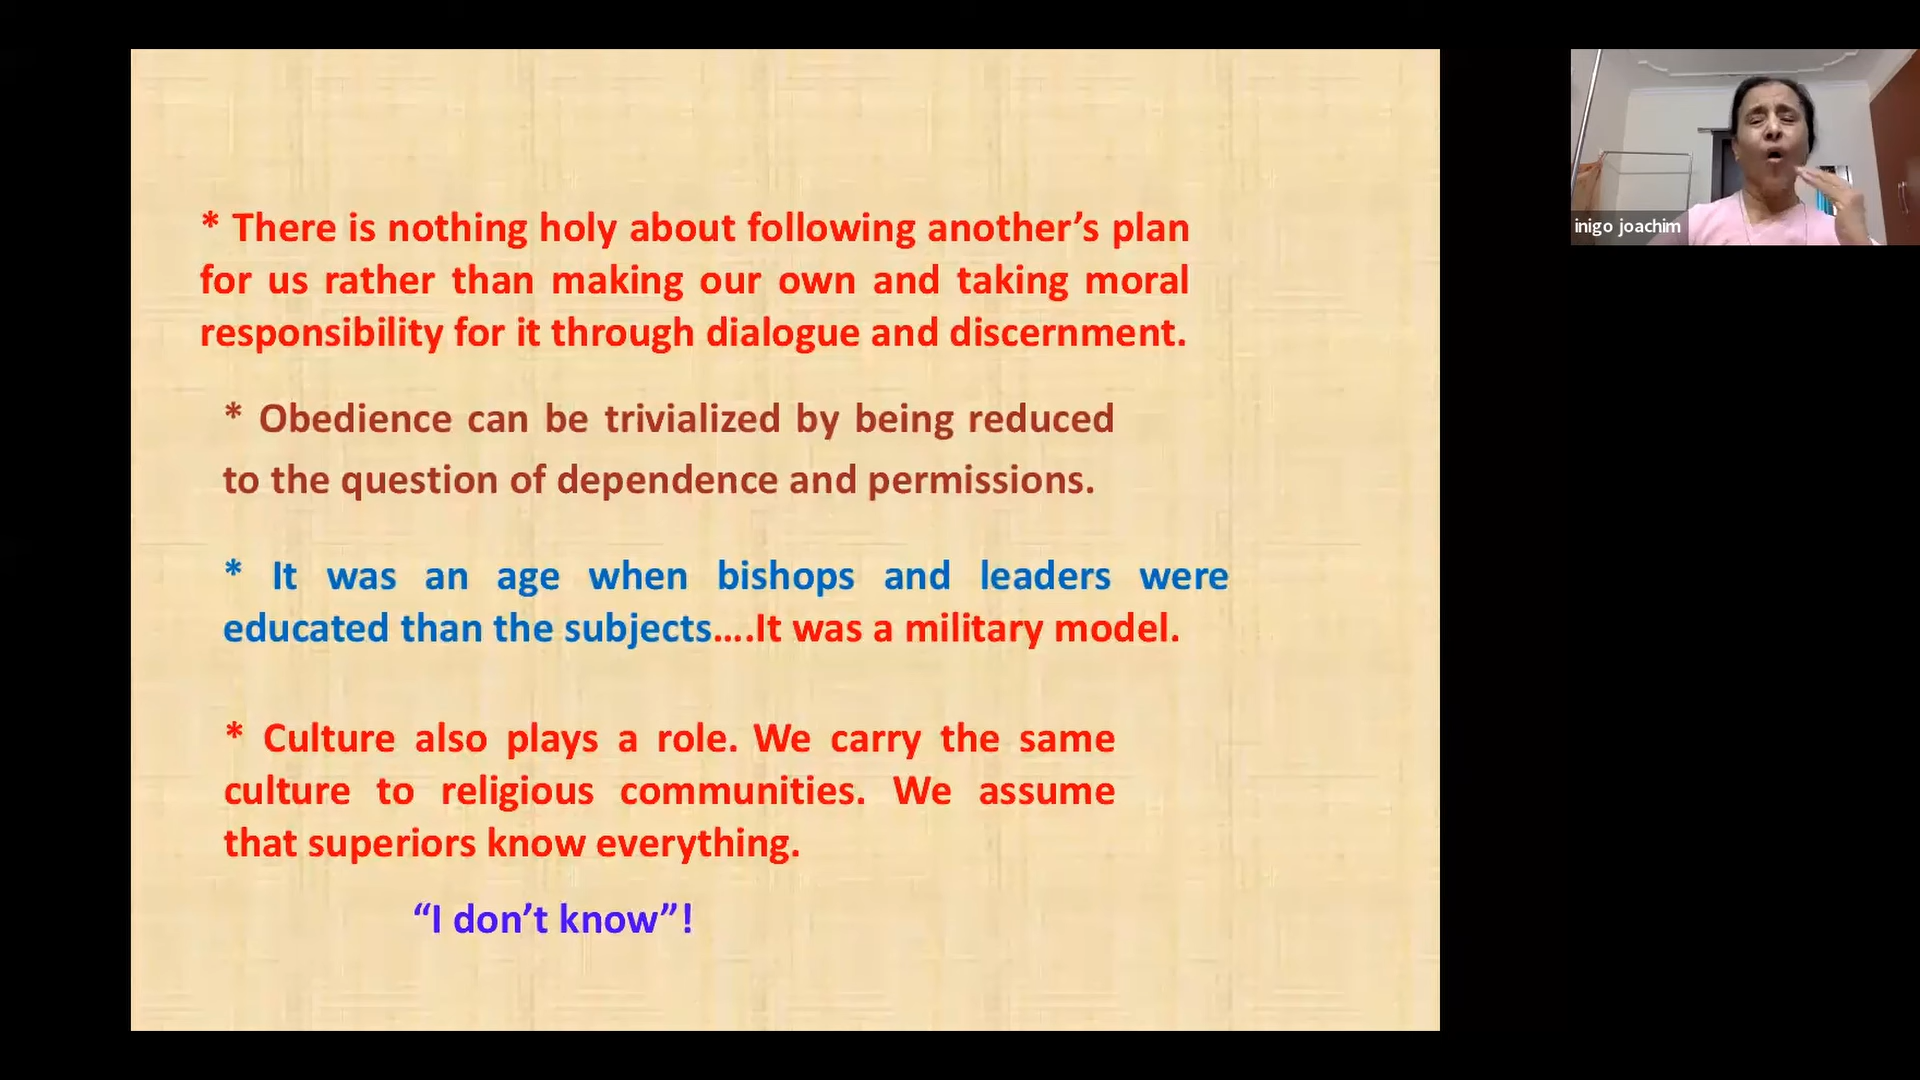 * There is nothing holy about following another’s plan
for us rather than making our own and taking moral
responsibility for it through dialogue and discernment.
* Obedience can be trivialized by being reduced
to the question of dependence and permissions.
* It was an age when bishops and leaders were
educated than the subjects….It was a military model.
* Culture also plays a role. We carry the same
culture to religious communities. We assume
that superiors know everything.
“I don’t know”!
inigo joachim